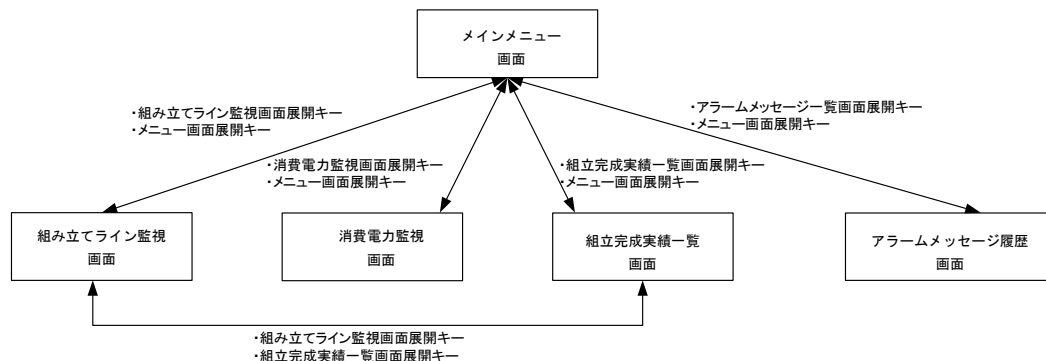 メインメニュー
画面
・組み立てライン監視画面展開キー
・メニュー画面展開キー
・アラームメッセージ一覧画面展開キー
・メニュー画面展開キー
・消費電力監視画面展開キー
・メニュー画面展開キー
・組立完成実績一覧画面展開キー
・メニュー画面展開キー
組み立てライン監視
画面
消費電力監視
画面
組立完成実績一覧
画面
アラームメッセージ履歴
画面
・組み立てライン監視画面展開キー
・組立完成実績一覧画面展開キー